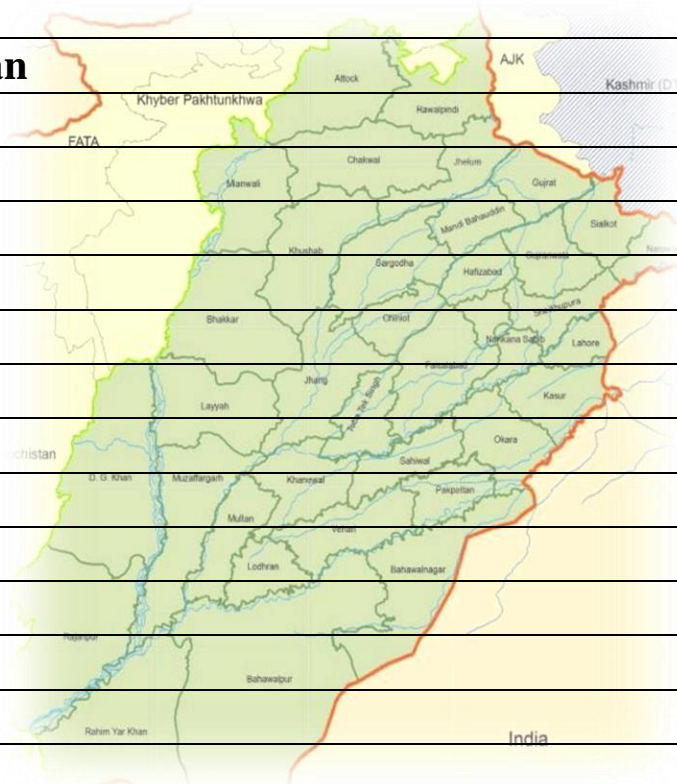 an
AJK
Attock
Kashmir (D
Khyber Pakhtunkhwa
Rawalpindi
FATA
Chakwal
Jhelum
Mianwali
Gujrat
Mandi Bahauddin
Sialkot
Khushab
Sargodha
Gujranwala
Hafizabad
Sheikhupura
Bhakkar
Chiniot
Nankana Sahib
Lahore
Faisalabad
Jhang
Toba Tek Singh
Kasur
Layyah
Okara
chistan
Sahiwal
D. G. Khan
Muzaffargarh
Khanewal
Pakpattan
Multan
Vehari
Lodhran
Bahawalnagar
Rajanpur
Bahawalpur
Rahim Yar Khan
India